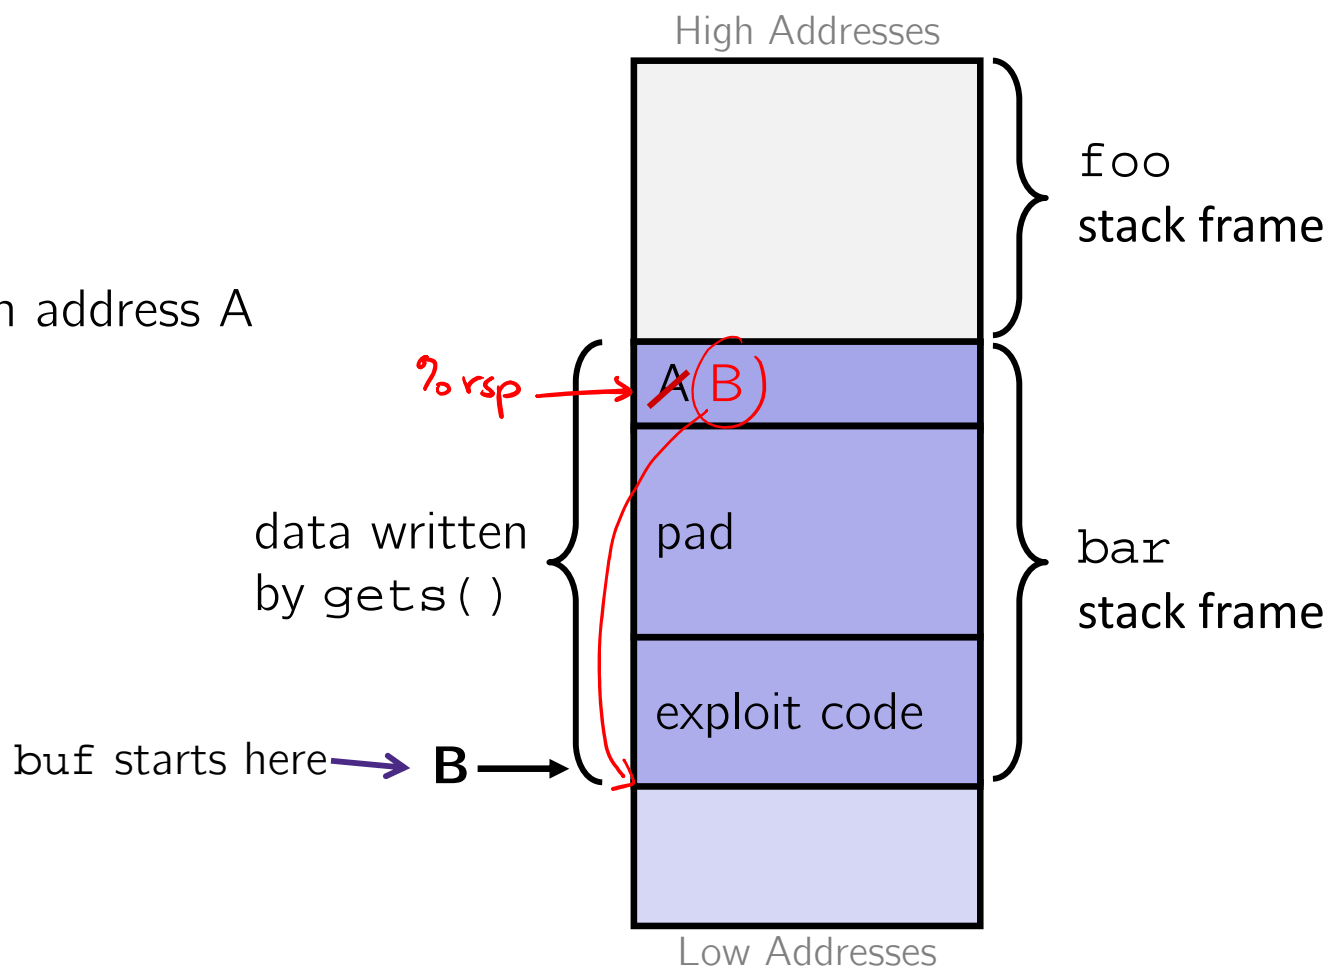 High Addresses
foo
stack frame
n address A
%rsp
A B
data written
by gets()
pad
bar
stack frame
exploit code
buf starts here
B
Low Addresses